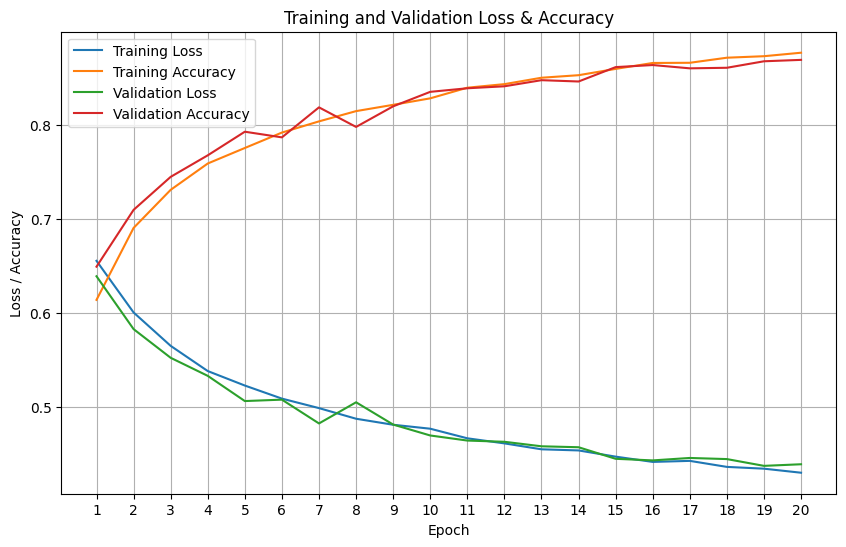 Training and Validation Loss & Accuracy
Training Loss
Training Accuracy
Validation Loss
Validation Accuracy
Loss / Accuracy
0.8
0.7
0.6
0.5
1 2 3 4 5 6 7 8 9 10 11 12 13 14 15 16 17 18 19 20
Epoch